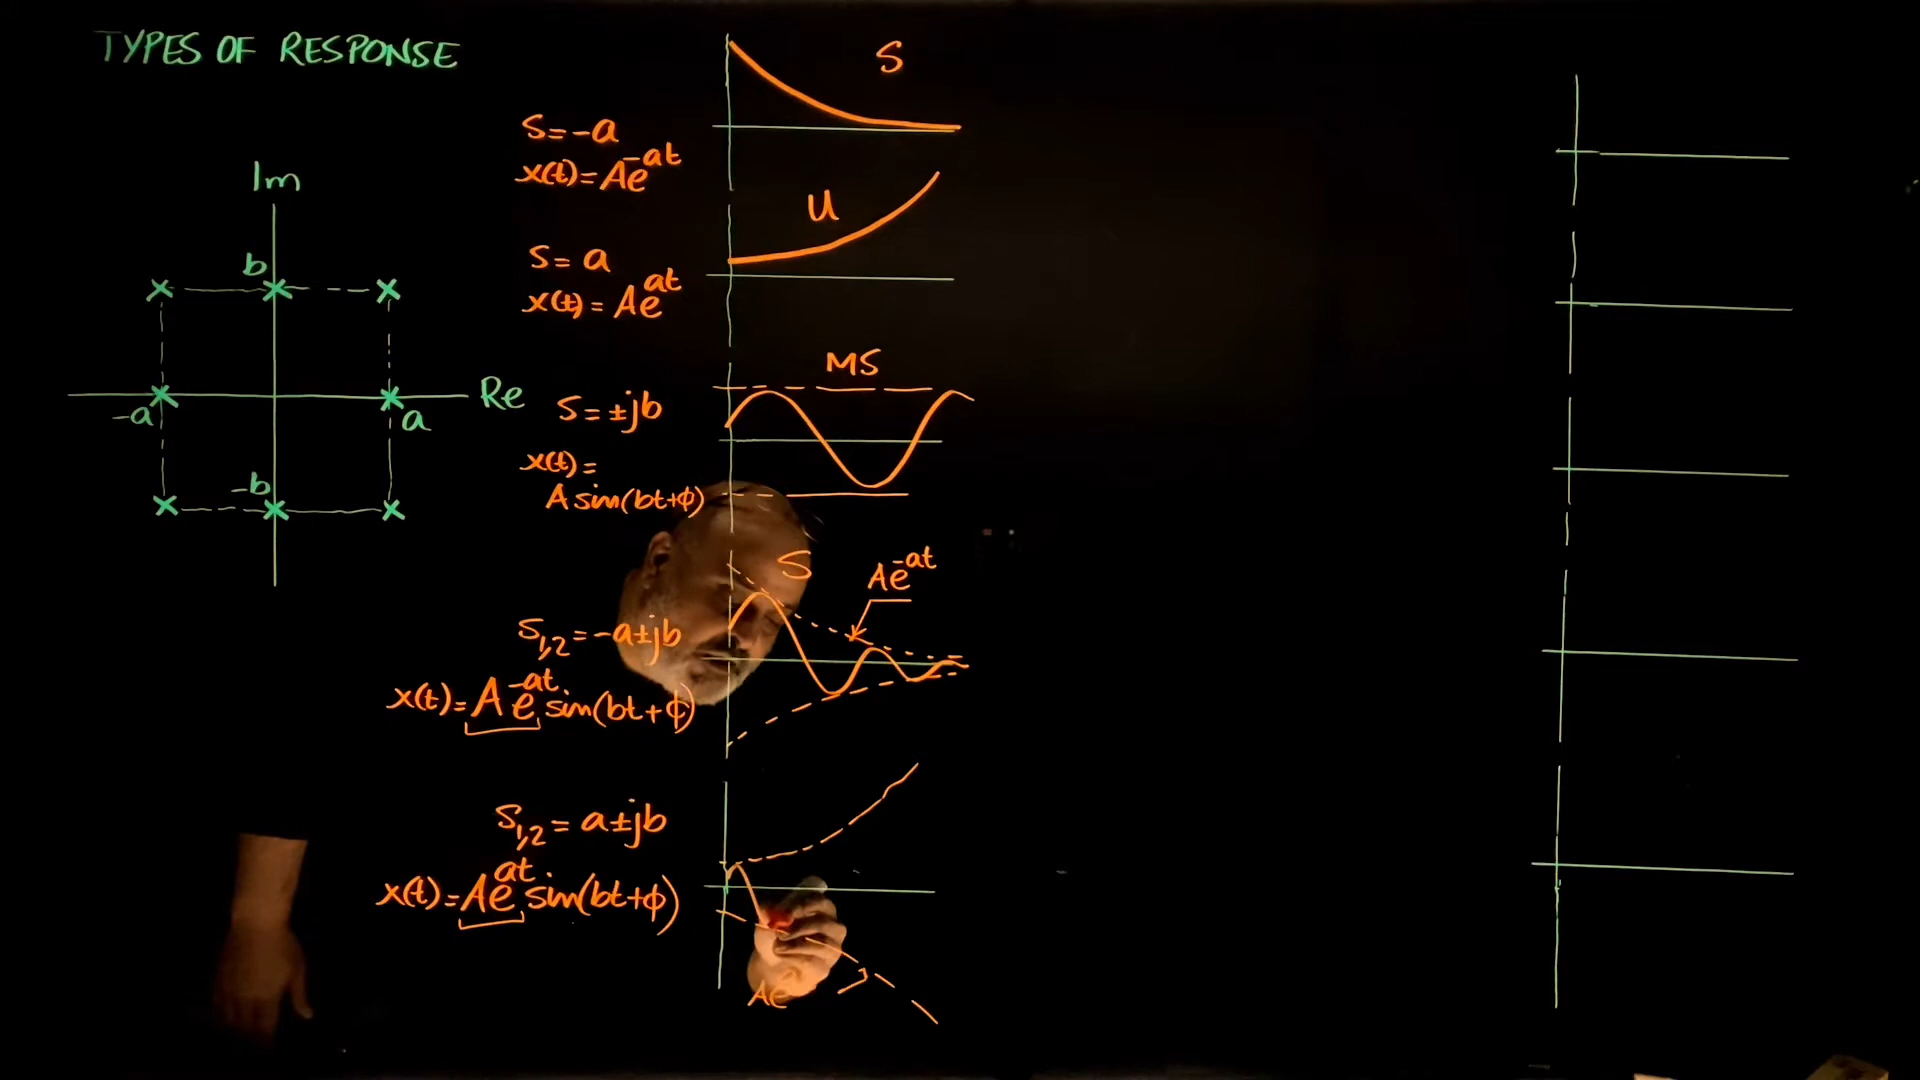 TYPES OF RESPONSE
Im
b
-a
a
Re
-b
S
s=-a
x(t)=Ae^-at
U
s=a
x(t)=Ae^at
MS
s=±jb
x(t)=
A sin(bt+φ)
S
Ae^-at
S1,2=-a±jb
x(t)=Ae^-at sin(bt+φ)
S1,2=a±jb
x(t)=Ae^at sin(bt+φ)